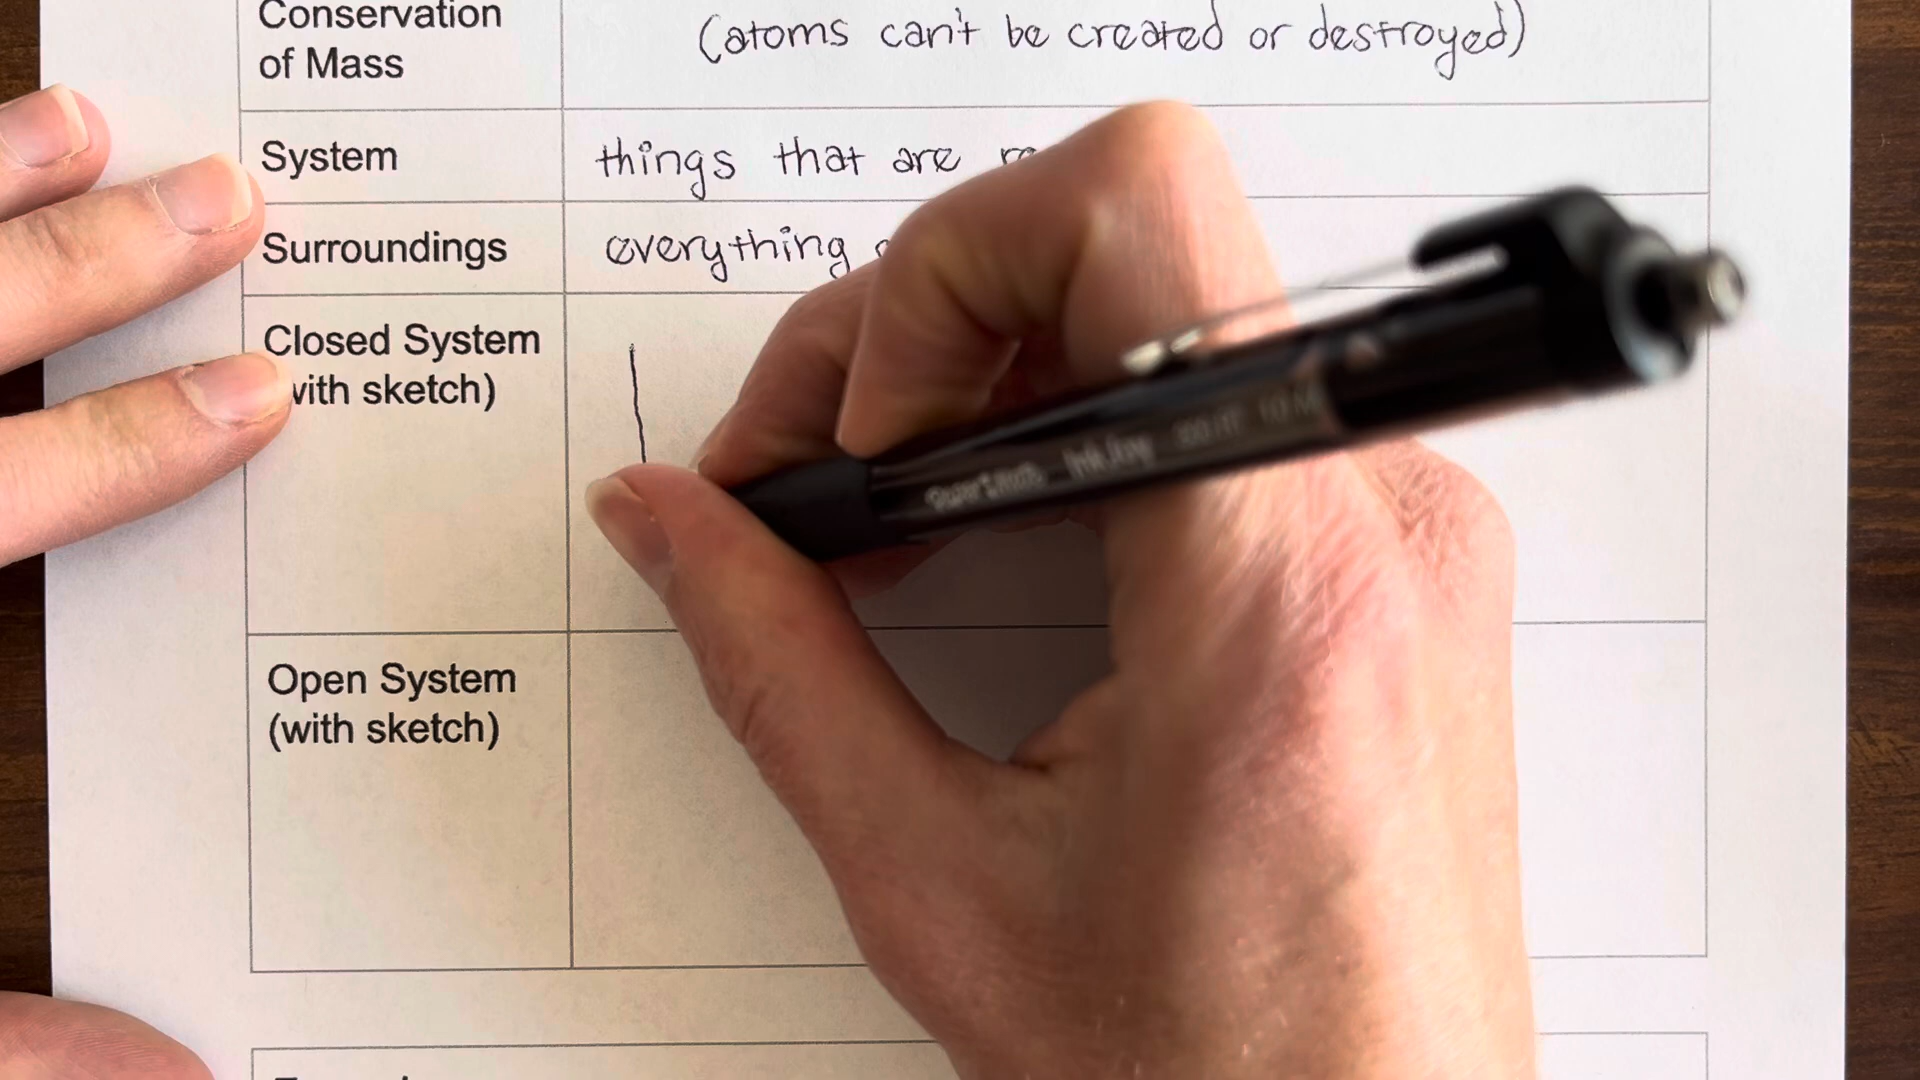 Conservation
of Mass
(atoms can't be created or destroyed)
System
things that are
Surroundings
everything
Closed System
with sketch)
Open System
(with sketch)
PaperMate InkJoy